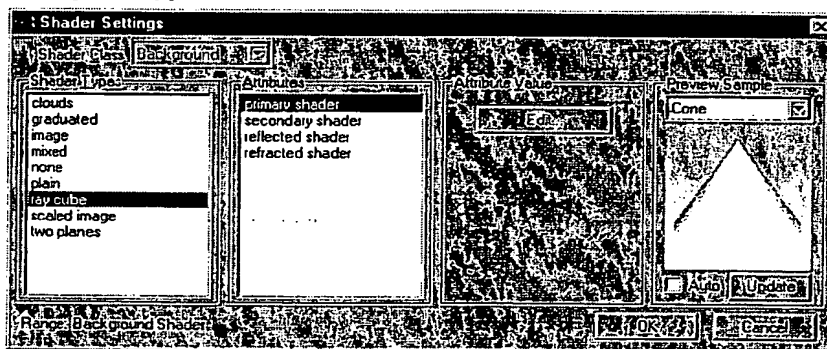 Shader Settings
Shader Class Background
Shader Types
clouds
graduated
image
mixed
none
plain
ray cube
scaled image
two planes
Attributes
primary shader
secondary shader
reflected shader
refracted shader
Attribute Value
Edit
Preview Sample
Cone
Auto Update
Range: Background Shader
OK Cancel